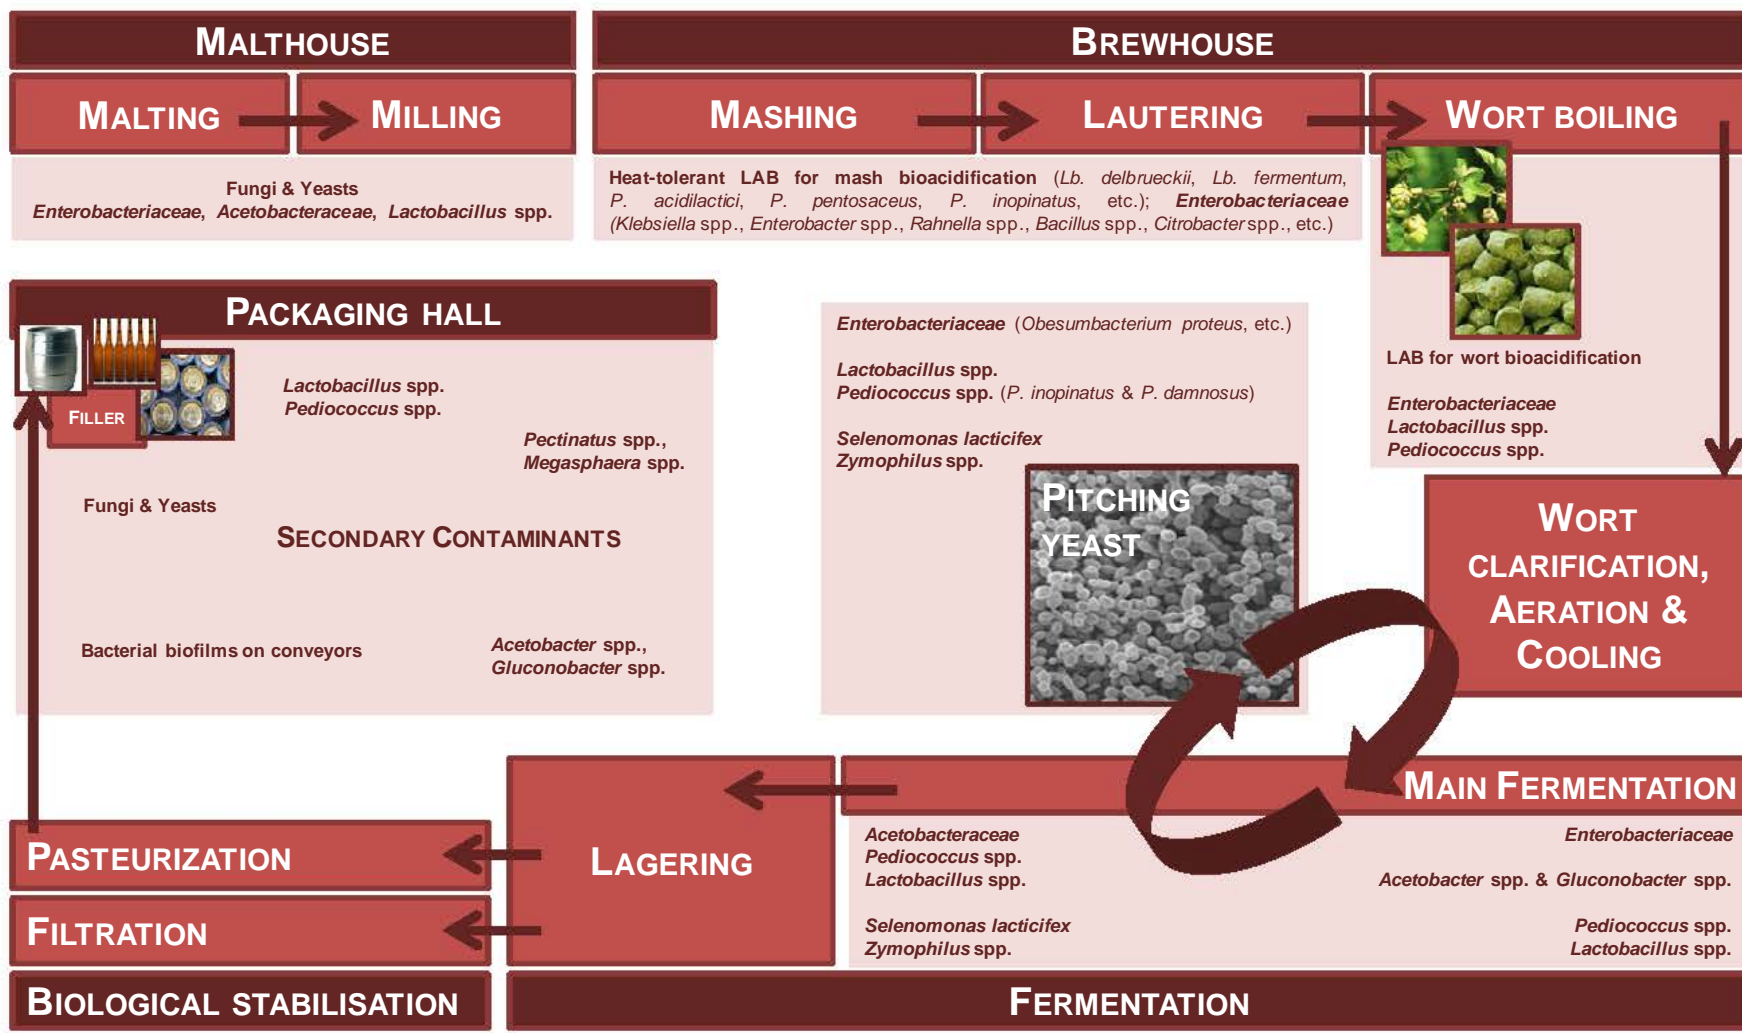 MALTHOUSE
MALTING
MILLING
Fungi & Yeasts
Enterobacteriaceae, Acetobacteraceae, Lactobacillus spp.
BREWHOUSE
MASHING
LAUTERING
WORT BOILING
Heat-tolerant LAB for mash bioacidification (Lb. delbrueckii, Lb. fermentum,
P. acidilactici, P. pentosaceus, P. inopinatus, etc.); Enterobacteriaceae
(Klebsiella spp., Enterobacter spp., Rahnella spp., Bacillus spp., Citrobacter spp., etc.)
LAB for wort bioacidification
Enterobacteriaceae
Lactobacillus spp.
Pediococcus spp.
WORT
CLARIFICATION,
AERATION &
COOLING
Enterobacteriaceae (Obesumbacterium proteus, etc.)
Lactobacillus spp.
Pediococcus spp. (P. inopinatus & P. damnosus)
Selenomonas lacticifex
Zymophilus spp.
PITCHING
YEAST
MAIN FERMENTATION
Acetobacteraceae
Pediococcus spp.
Lactobacillus spp.
Selenomonas lacticifex
Zymophilus spp.
Enterobacteriaceae
Acetobacter spp. & Gluconobacter spp.
Pediococcus spp.
Lactobacillus spp.
LAGERING
FERMENTATION
PASTEURIZATION
FILTRATION
BIOLOGICAL STABILISATION
PACKAGING HALL
FILLER
Lactobacillus spp.
Pediococcus spp.
Pectinatus spp.,
Megasphaera spp.
Fungi & Yeasts
SECONDARY CONTAMINANTS
Bacterial biofilms on conveyors
Acetobacter spp.,
Gluconobacter spp.